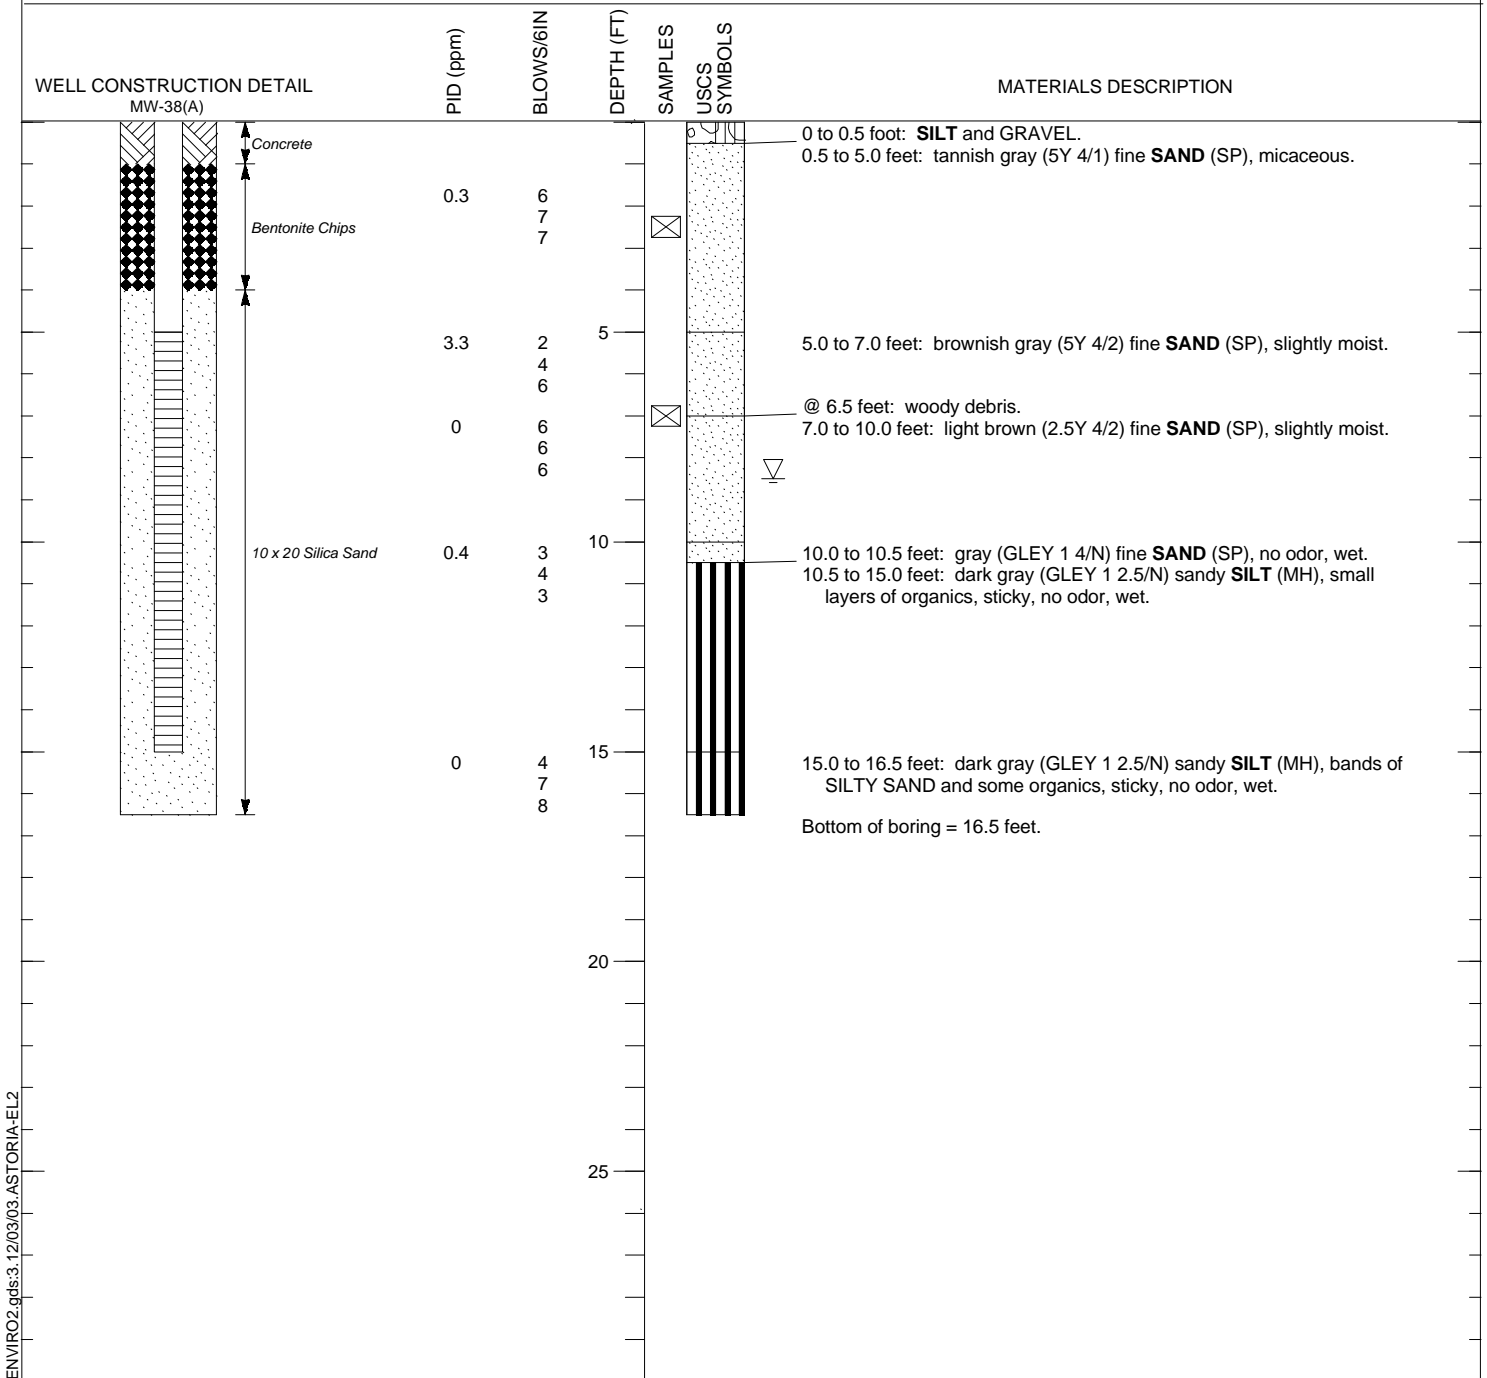 WELL CONSTRUCTION DETAIL
MW-38(A)
PID (ppm)
BLOWS/6IN
DEPTH (FT)
SAMPLES
USCS
SYMBOLS
MATERIALS DESCRIPTION
Concrete
0 to 0.5 foot: SILT and GRAVEL.
0.5 to 5.0 feet: tannish gray (5Y 4/1) fine SAND (SP), micaceous.
0.3 6
7
Bentonite Chips
7
5
3.3 2
5.0 to 7.0 feet: brownish gray (5Y 4/2) fine SAND (SP), slightly moist.
4
6
@ 6.5 feet: woody debris.
0 6
7.0 to 10.0 feet: light brown (2.5Y 4/2) fine SAND (SP), slightly moist.
6
6
10
10 x 20 Silica Sand
0.4 3
10.0 to 10.5 feet: gray (GLEY 1 4/N) fine SAND (SP), no odor, wet.
4
10.5 to 15.0 feet: dark gray (GLEY 1 2.5/N) sandy SILT (MH), small
3
layers of organics, sticky, no odor, wet.
15
0 4
15.0 to 16.5 feet: dark gray (GLEY 1 2.5/N) sandy SILT (MH), bands of
7
SILTY SAND and some organics, sticky, no odor, wet.
8
Bottom of boring = 16.5 feet.
20
25
ENVIRO2.gds:3.12/03/03.ASTORIA-EL2